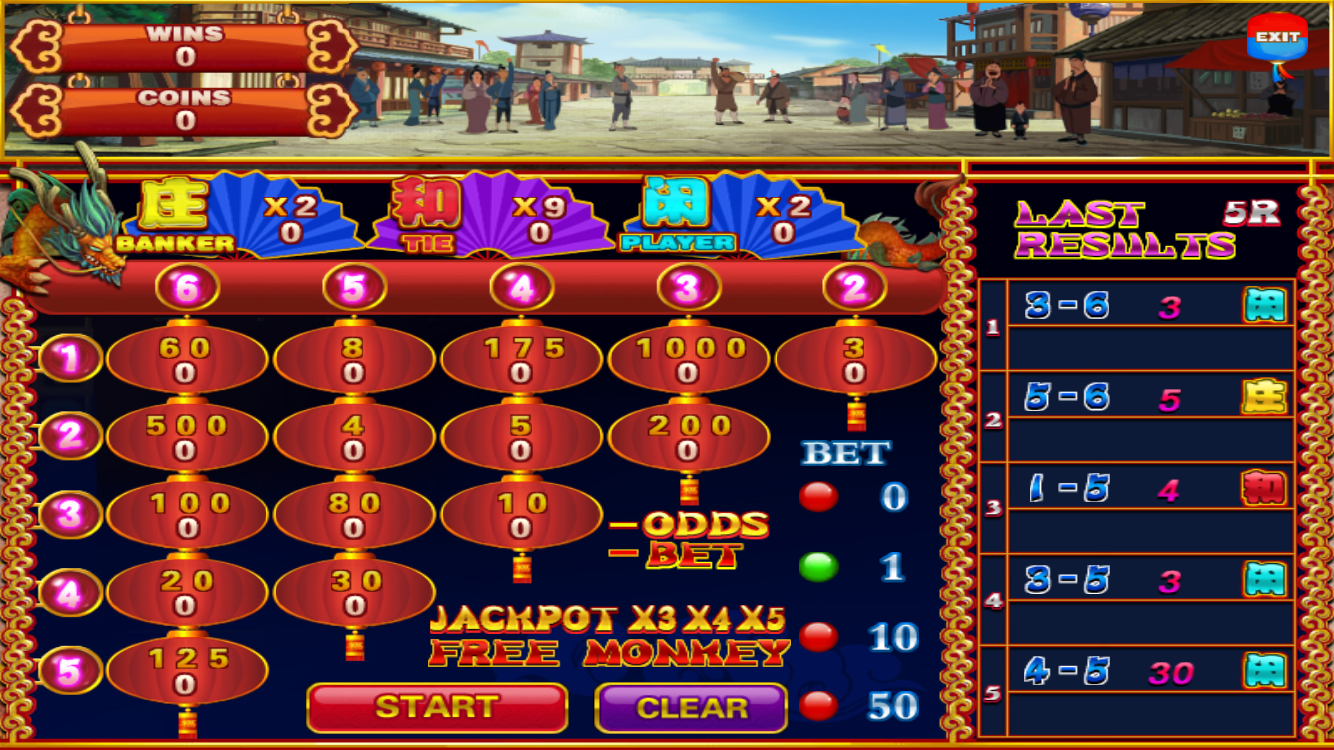 WINS
0
COINS
0
EXIT
庄 X2
BANKER 0
和 X9
TIE 0
闲 X2
PLAYER 0
6 5 4 3 2
1 60 8 175 1000 3
0 0 0 0 0
2 500 4 5 200
0 0 0 0
3 100 80 10
0 0 0
4 20 30
0 0
5 125
0
-ODDS
-BET
JACKPOT X3 X4 X5
FREE MONKEY
START
CLEAR
BET
0
1
10
50
LAST 5R
RESULTS
1 3-6 3 闲
2 5-6 5 庄
3 1-5 4 和
4 3-5 3 闲
5 4-5 30 闲